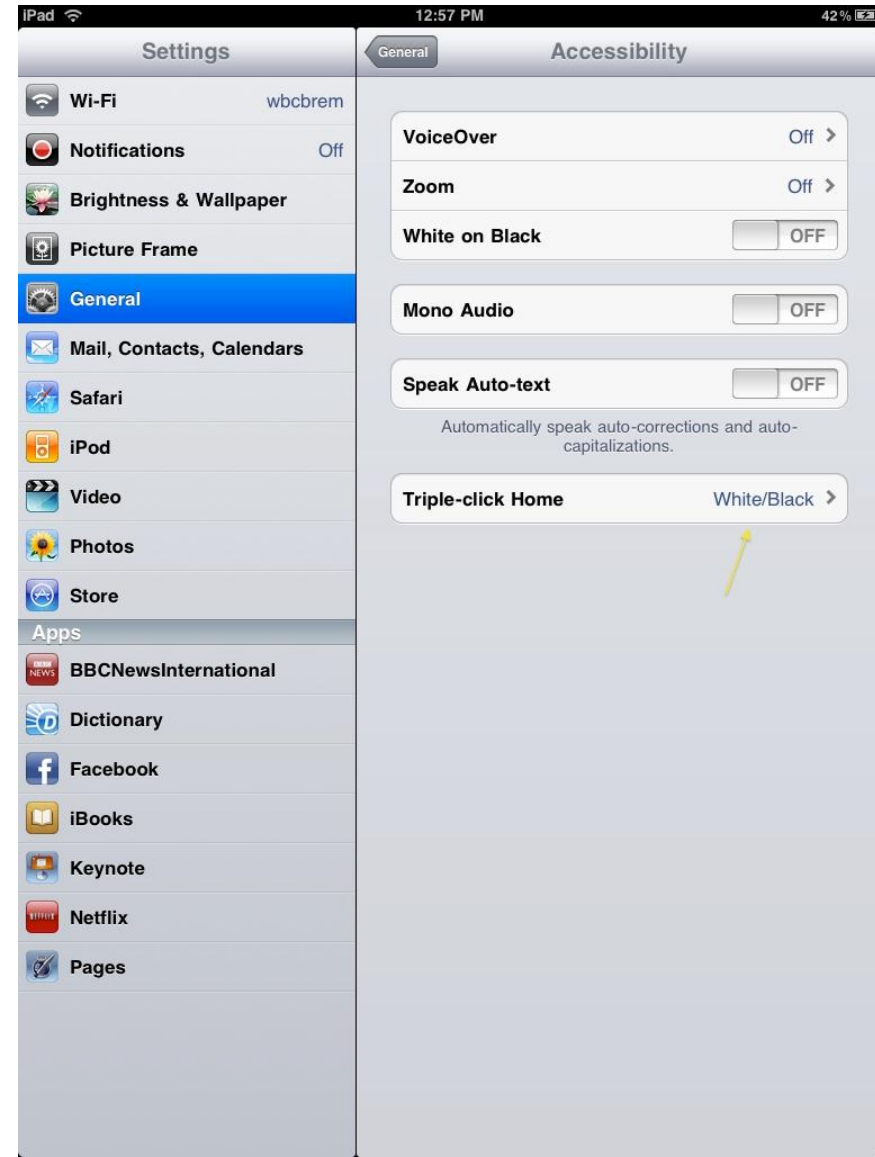 iPad 12:57 PM 42%
Settings
Wi-Fi wbcbrem
Notifications Off
Brightness & Wallpaper
Picture Frame
General
Mail, Contacts, Calendars
Safari
iPod
Video
Photos
Store
Apps
NEWS BBCNewsInternational
Dictionary
Facebook
iBooks
Keynote
NETFLIX Netflix
Pages
General Accessibility
VoiceOver Off
Zoom Off
White on Black OFF
Mono Audio OFF
Speak Auto-text OFF
Automatically speak auto-corrections and auto-
capitalizations.
Triple-click Home White/Black